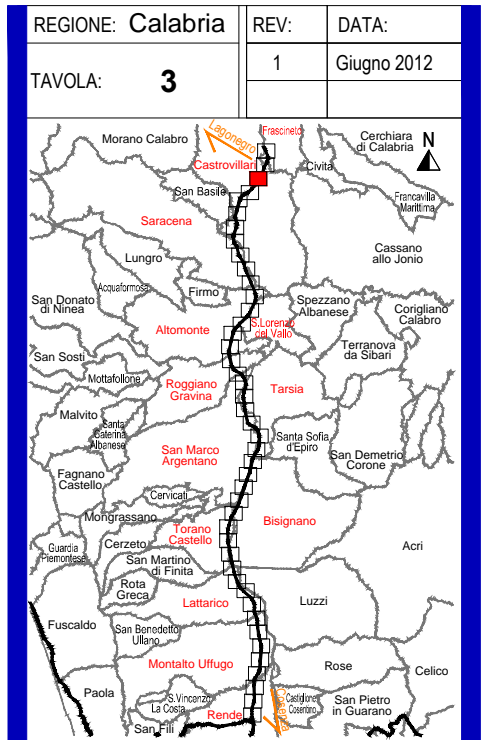 REGIONE: Calabria
REV:
DATA:
TAVOLA: 3
1
Giugno 2012
Lagonegro
Frascineto
Morano Calabro
Cerchiara
di Calabria
N
Castrovillari
Civita
San Basile
Francavilla
Marittima
Saracena
Cassano
allo Jonio
Lungro
Acquaformosa
Firmo
San Donato
di Ninea
Spezzano
Albanese
Corigliano
Calabro
S.Lorenzo
del Vallo
Altomonte
Terranova
da Sibari
San Sosti
Mottafollone
Roggiano
Gravina
Tarsia
Malvito
Santa
Caterina
Albanese
Santa Sofia
d'Epiro
San Marco
Argentano
San Demetrio
Corone
Fagnano
Castello
Cervicati
Mongrassano
Torano
Castello
Bisignano
Cerzeto
Guardia
Piemontese
Acri
San Martino
di Finita
Rota
Greca
Lattarico
Luzzi
Fuscaldo
San Benedetto
Ullano
Montalto Uffugo
Rose
Celico
Paola
S.Vincenzo
La Costa
Cosenza
Castiglione
Cosentino
San Pietro
in Guarano
Rende
San Fili